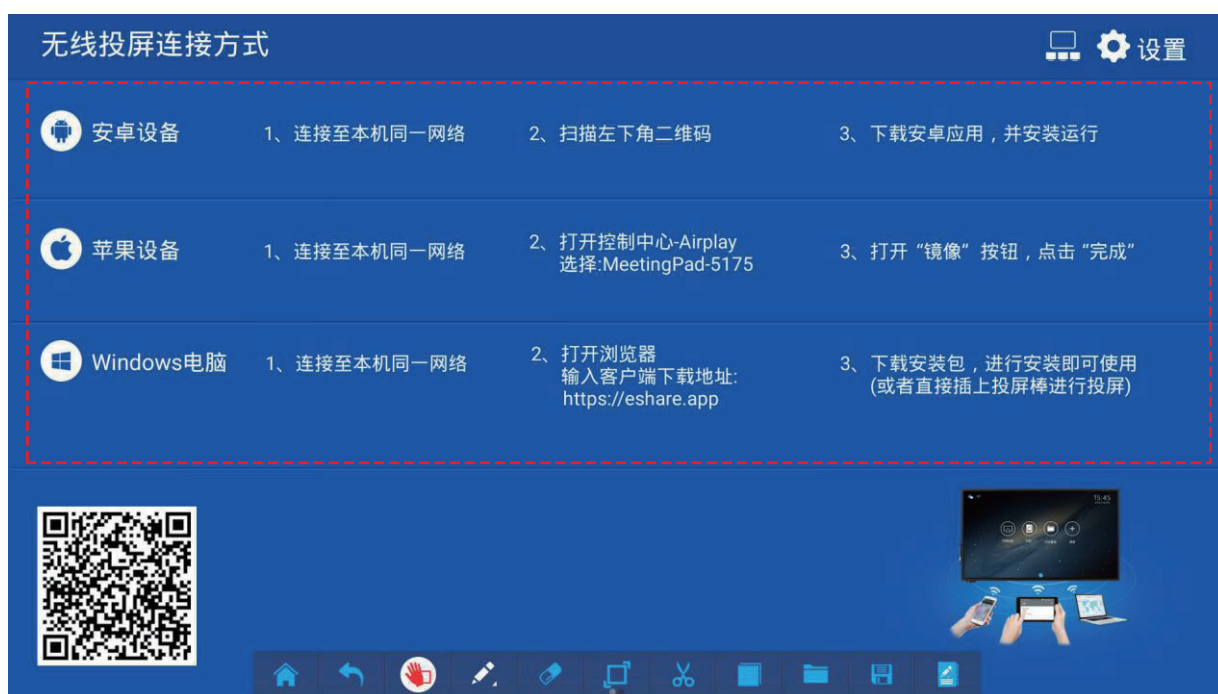 无线投屏连接方式
设置
安卓设备
1、连接至本机同一网络
2、扫描左下角二维码
3、下载安卓应用，并安装运行
苹果设备
1、连接至本机同一网络
2、打开控制中心-Airplay
选择:MeetingPad-5175
3、打开“镜像”按钮，点击“完成”
Windows电脑
1、连接至本机同一网络
2、打开浏览器
输入客户端下载地址:
https://eshare.app
3、下载安装包，进行安装即可使用
(或者直接插上投屏棒进行投屏)
15:45